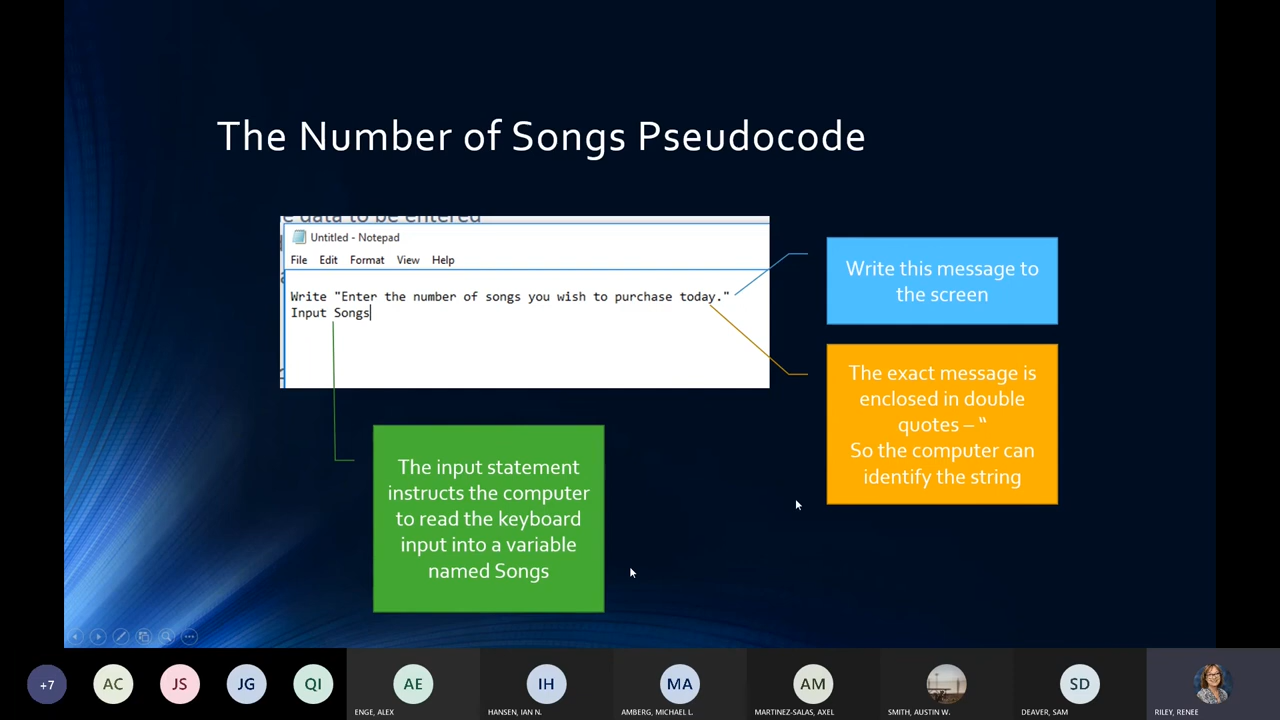 The Number of Songs Pseudocode
e data to be entered
Untitled - Notepad
File Edit Format View Help
Write "Enter the number of songs you wish to purchase today."
Input Songs
Write this message to
the screen
The exact message is
enclosed in double
quotes – “
So the computer can
identify the string
The input statement
instructs the computer
to read the keyboard
input into a variable
named Songs
+7
AC
JS
JG
QI
AE
IH
MA
AM
SD
ENGE, ALEX
HANSEN, IAN N.
AMBERG, MICHAEL L.
MARTINEZ-SALAS, AXEL
SMITH, AUSTIN W.
DEAVER, SAM
RILEY, RENEE